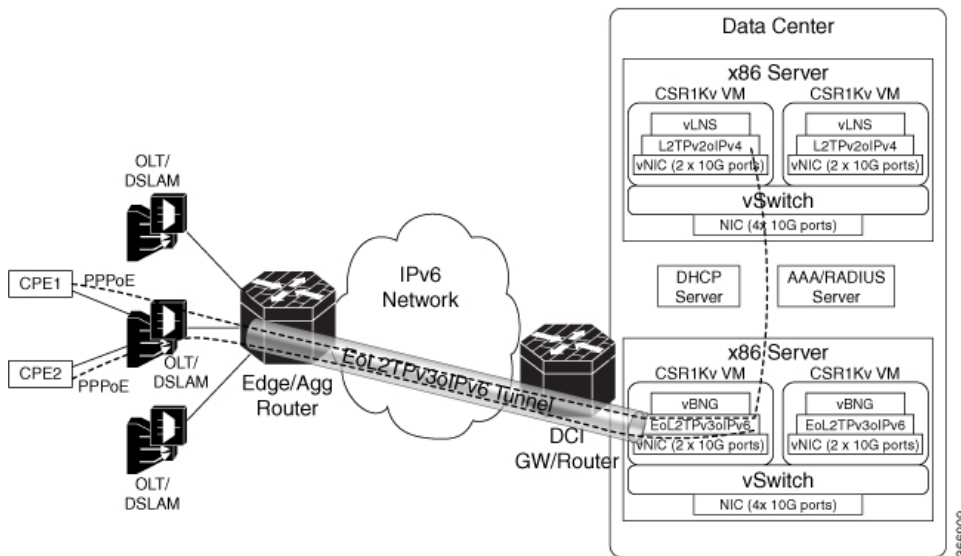 Data Center
x86 Server
CSR1Kv VM
CSR1Kv VM
vLNS
vLNS
L2TPv2oIPv4
L2TPv2oIPv4
vNIC (2 x 10G ports)
vNIC (2 x 10G ports)
vSwitch
NIC (4x 10G ports)
OLT/
DSLAM
CPE1
PPPoE
CPE2
PPPoE
OLT/
DSLAM
OLT/
DSLAM
Edge/Agg
Router
IPv6
Network
EoL2TPv3oIPv6 Tunnel
DCI
GW/Router
DHCP
Server
AAA/RADIUS
Server
x86 Server
CSR1Kv VM
CSR1Kv VM
vBNG
vBNG
EoL2TPv3oIPv6
EoL2TPv3oIPv6
vNIC (2 x 10G ports)
vNIC (2 x 10G ports)
vSwitch
NIC (4x 10G ports)